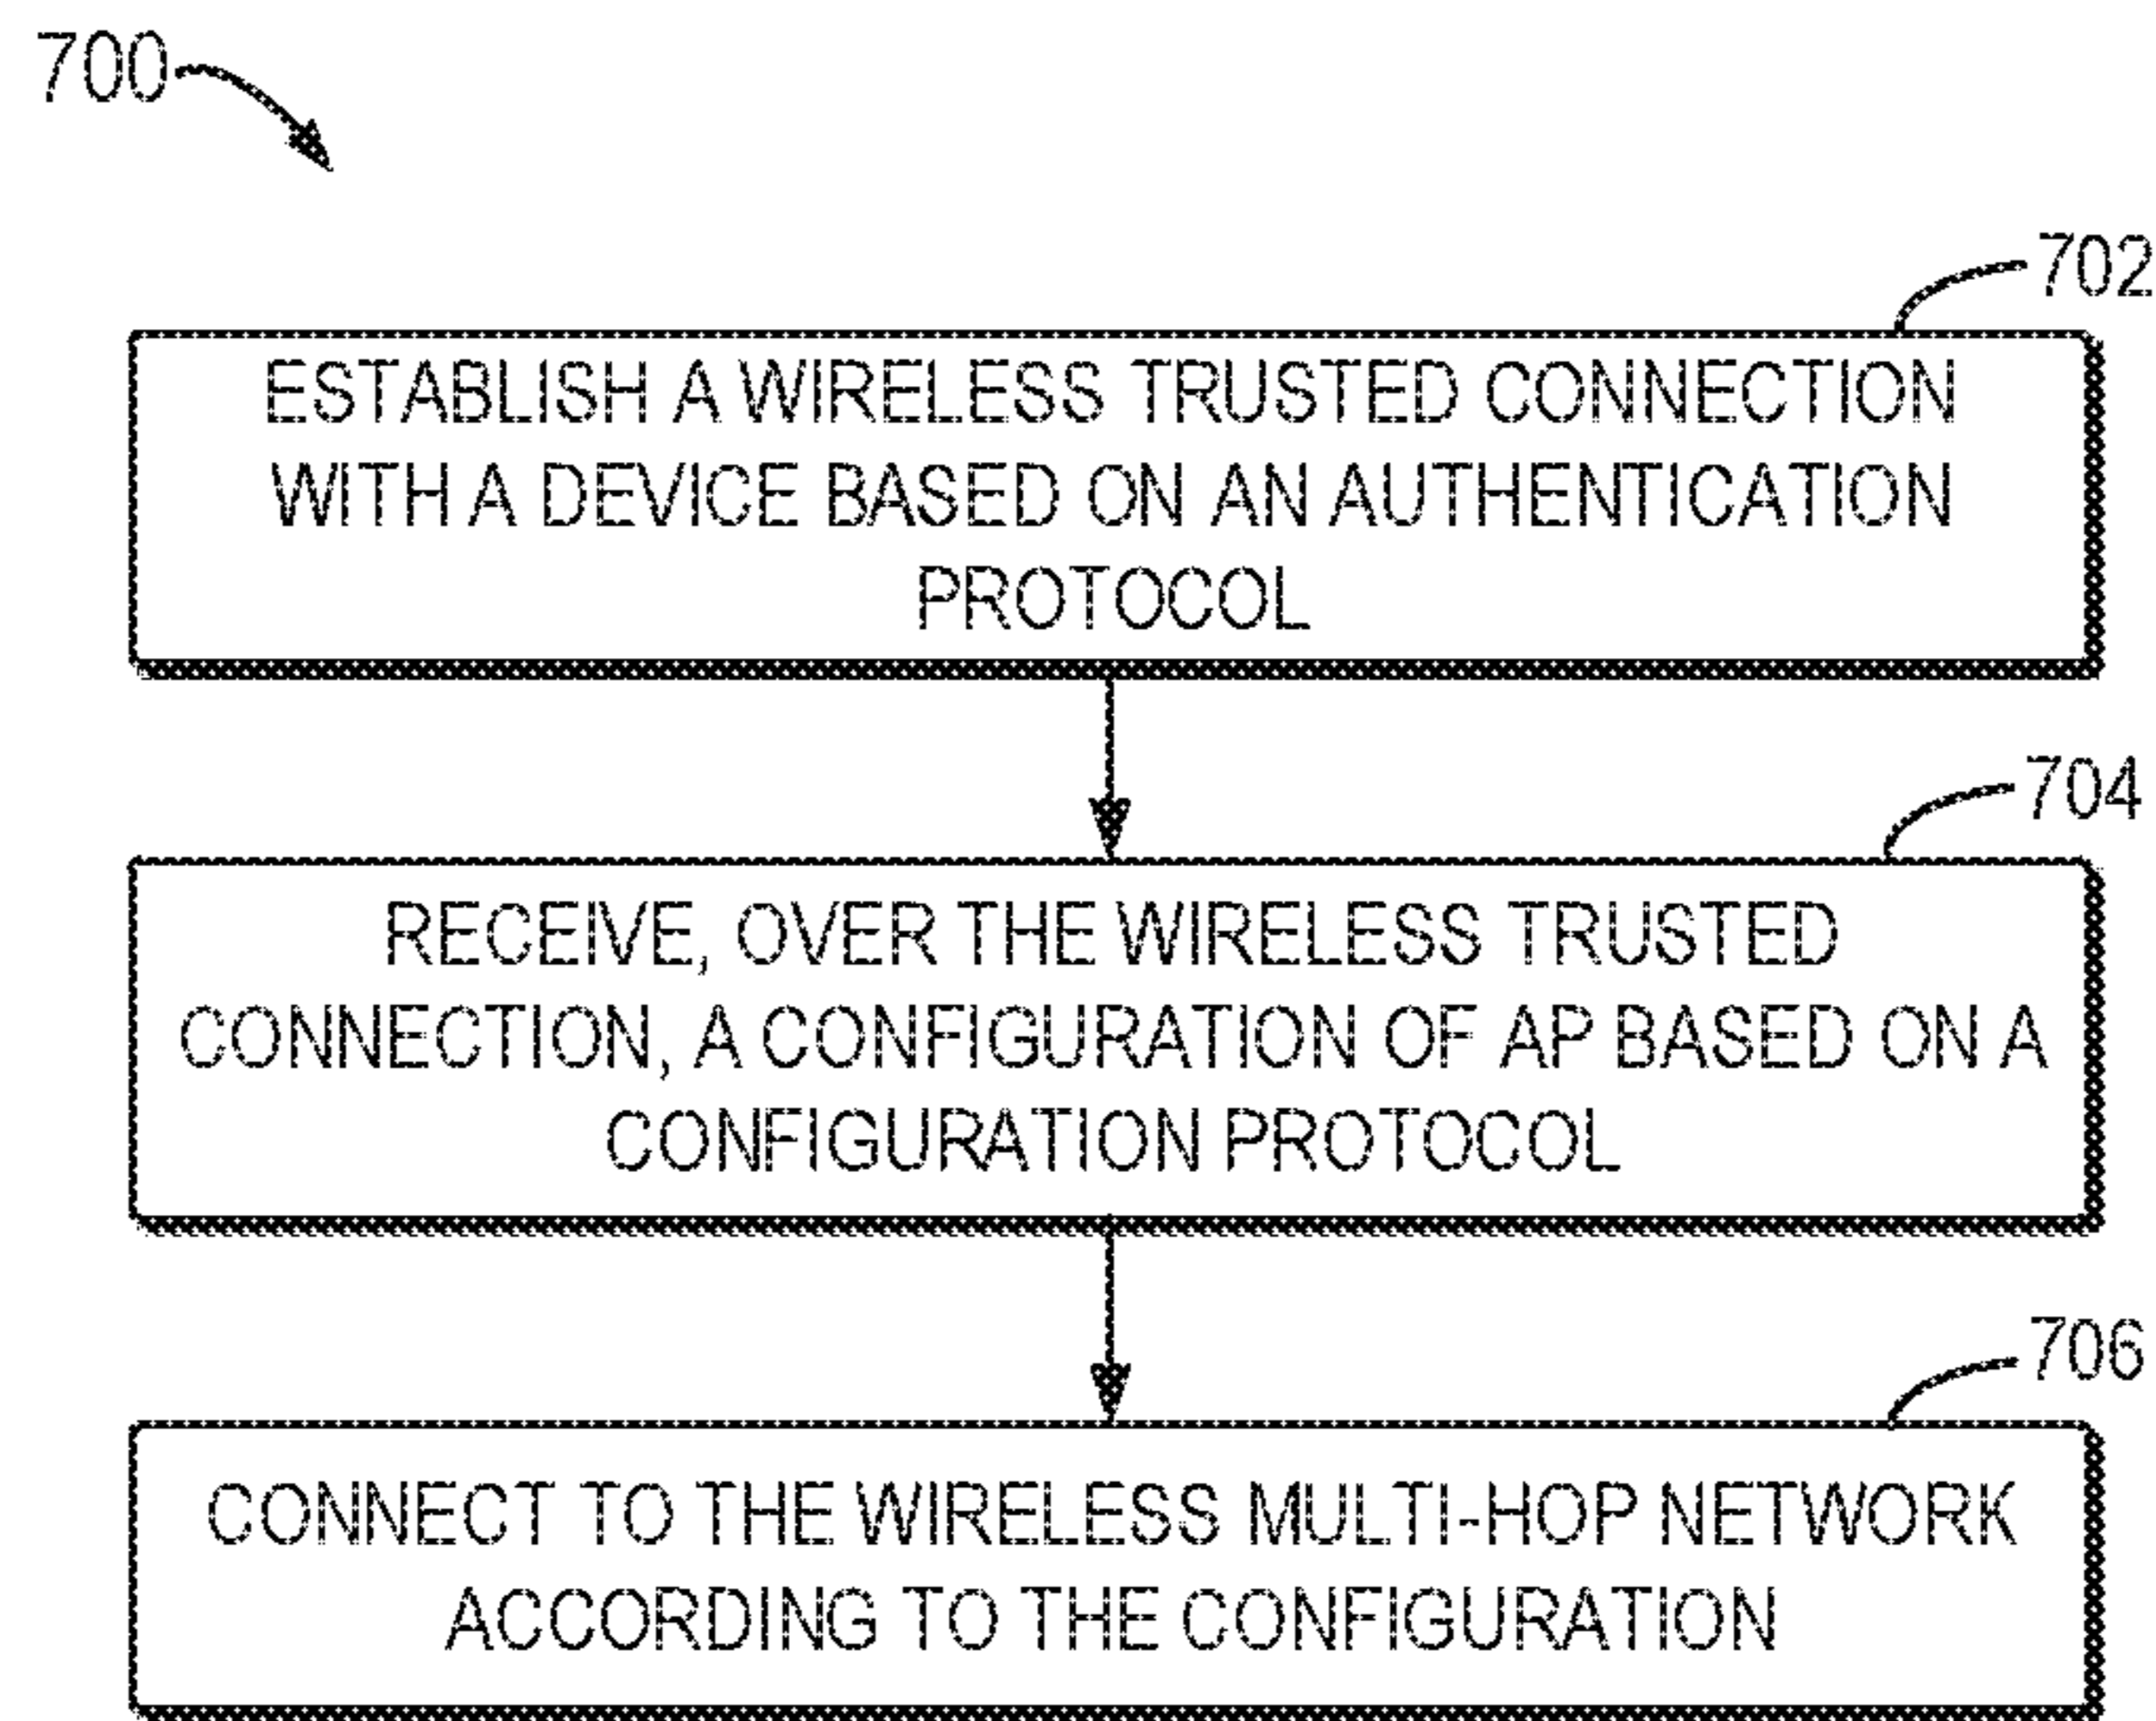 700
702
ESTABLISH A WIRELESS TRUSTED CONNECTION
WITH A DEVICE BASED ON AN AUTHENTICATION
PROTOCOL
704
RECEIVE, OVER THE WIRELESS TRUSTED
CONNECTION, A CONFIGURATION OF AP BASED ON A
CONFIGURATION PROTOCOL
706
CONNECT TO THE WIRELESS MULTI-HOP NETWORK
ACCORDING TO THE CONFIGURATION